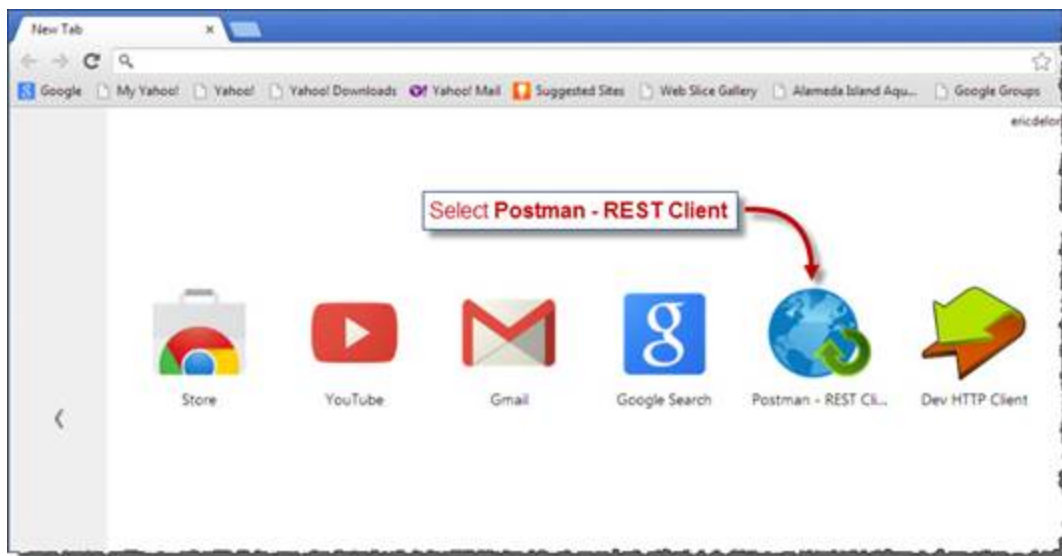 New Tab
Google My Yahoo! Yahoo! Yahoo! Downloads Yahoo! Mail Suggested Sites Web Slice Gallery Alameda Island Aqu... Google Groups
ericdelor
Select Postman - REST Client
Store YouTube Gmail Google Search Postman - REST Cli... Dev HTTP Client